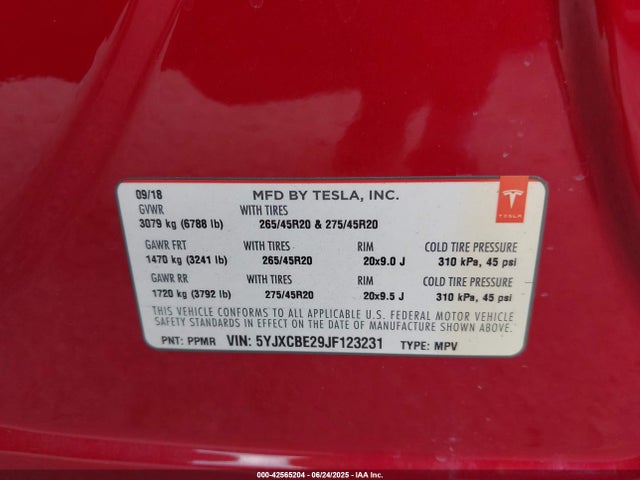 09/18 MFD BY TESLA, INC.
GVWR WITH TIRES
3079 kg (6788 lb) 265/45R20 & 275/45R20
GAWR FRT WITH TIRES RIM COLD TIRE PRESSURE
1470 kg (3241 lb) 265/45R20 20x9.0 J 310 kPa, 45 psi
GAWR RR WITH TIRES RIM COLD TIRE PRESSURE
1720 kg (3792 lb) 275/45R20 20x9.5 J 310 kPa, 45 psi
THIS VEHICLE CONFORMS TO ALL APPLICABLE U.S. FEDERAL MOTOR VEHICLE
SAFETY STANDARDS IN EFFECT ON THE DATE OF MANUFACTURE SHOWN ABOVE.
PNT: PPMR VIN: 5YJXCBE29JF123231 TYPE: MPV
TESLA
000-42565204 - 06/24/2025 - IAAI.com